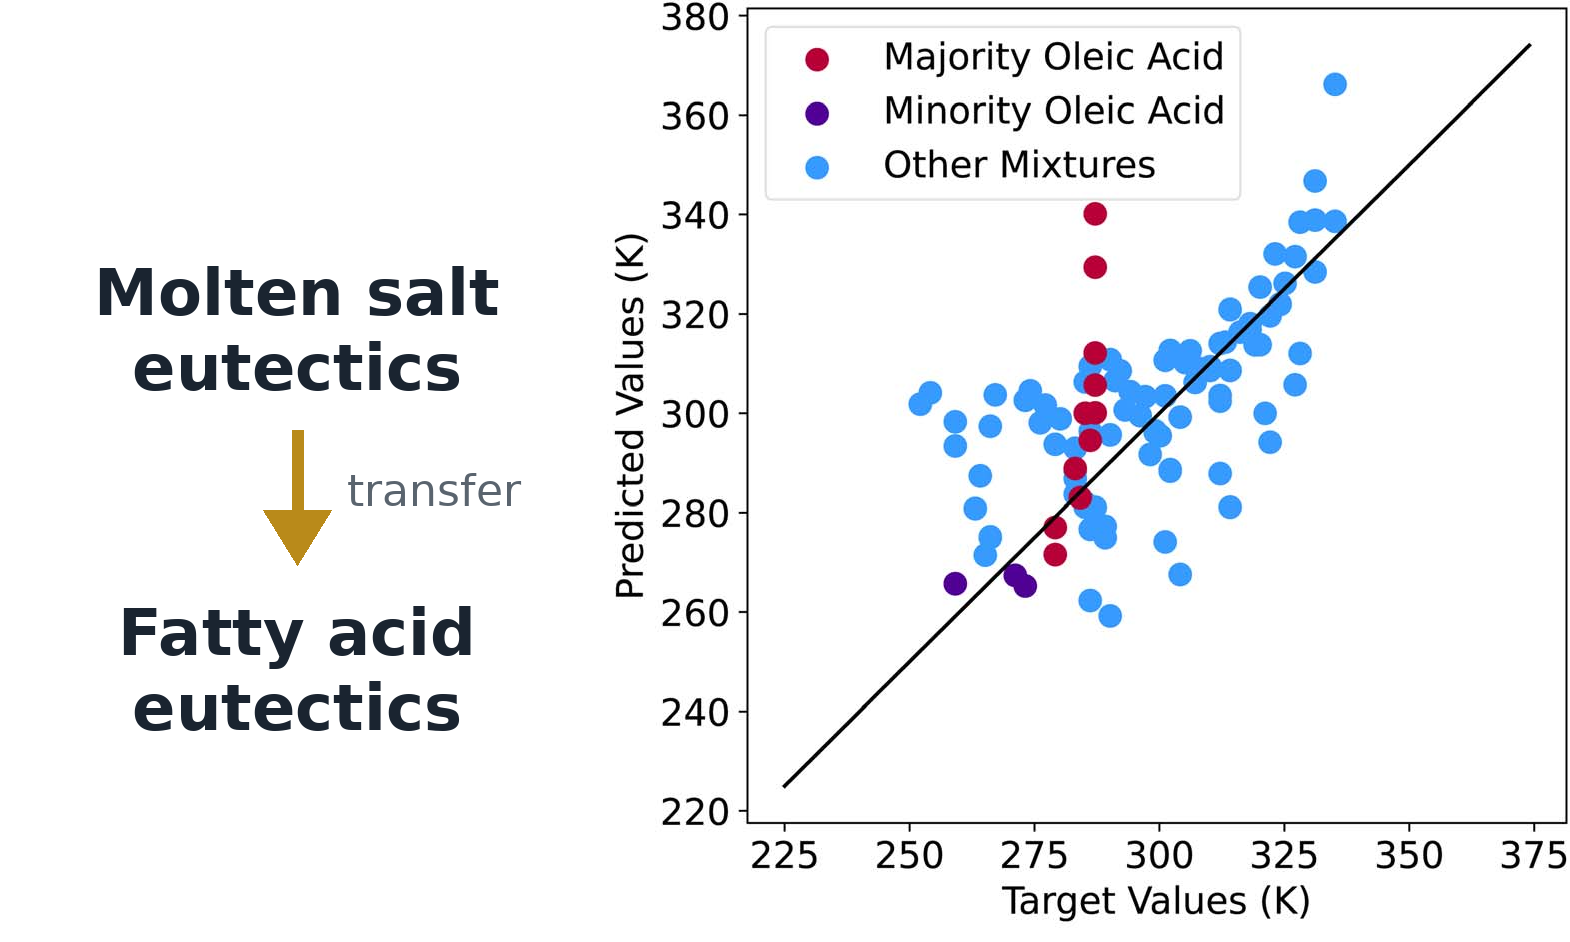 Molten salt
eutectics
transfer
Fatty acid
eutectics
Majority Oleic Acid
Minority Oleic Acid
Other Mixtures
Predicted Values (K)
380
360
340
320
300
280
260
240
220
225 250 275 300 325 350 375
Target Values (K)